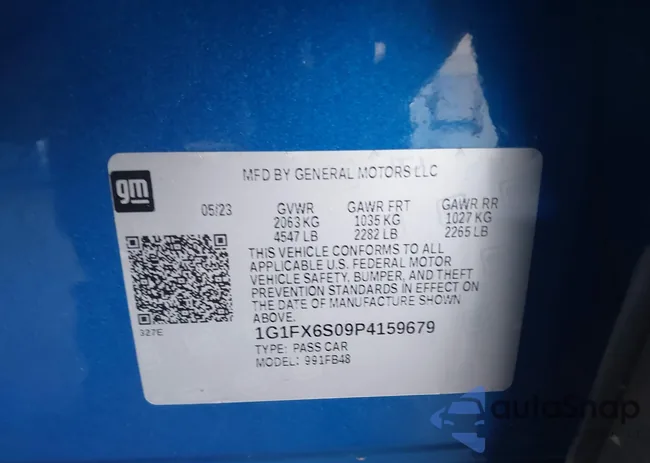 gm
MFD BY GENERAL MOTORS LLC
05/23 GVWR GAWR FRT GAWR RR
2063 KG 1035 KG 1027 KG
4547 LB 2282 LB 2265 LB
THIS VEHICLE CONFORMS TO ALL
APPLICABLE U.S. FEDERAL MOTOR
VEHICLE SAFETY, BUMPER, AND THEFT
PREVENTION STANDARDS IN EFFECT ON
THE DATE OF MANUFACTURE SHOWN
ABOVE.
327E
1G1FX6S09P4159679
TYPE: PASS CAR
MODEL: 991FB48
autoSnap